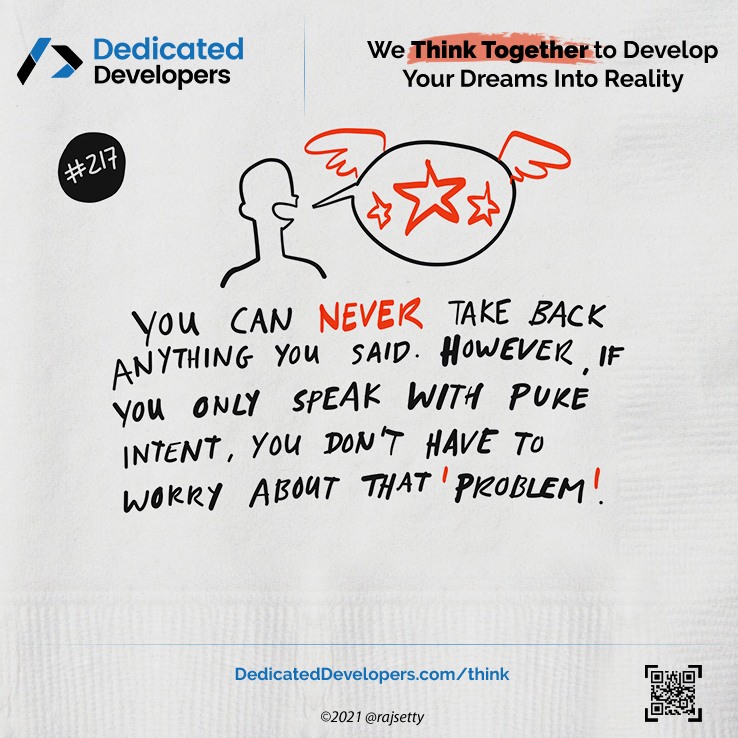 Dedicated
Developers
We Think Together to Develop
Your Dreams Into Reality
#217
YOU CAN NEVER TAKE BACK
ANYTHING YOU SAID. HOWEVER, IF
YOU ONLY SPEAK WITH PURE
INTENT, YOU DON'T HAVE TO
WORRY ABOUT THAT 'PROBLEM'.
DedicatedDevelopers.com/think
©2021 @rajsetty